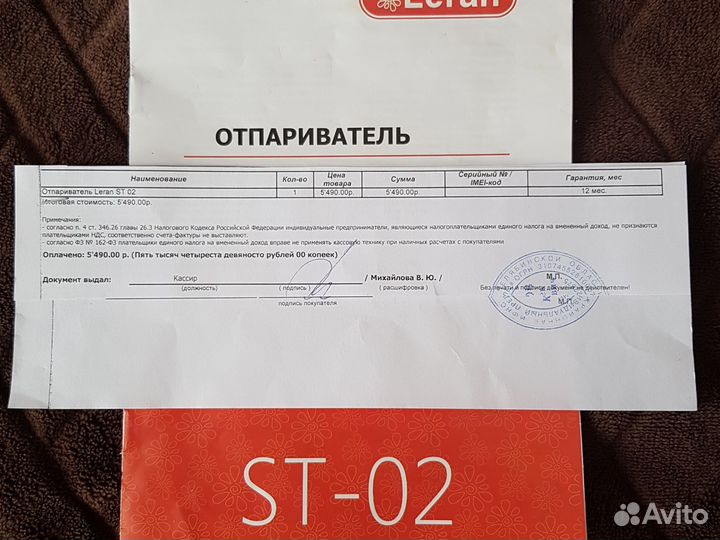 Leran
ОТПАРИВАТЕЛЬ
Наименование Кол-во Цена товара Сумма Серийный № / IMEI-код Гарантия, мес
Отпариватель Leran ST 02 1 5'490.00р. 5'490.00р. 12 мес.
Итоговая стоимость: 5'490.00р.
Примечания:
- согласно п. 4 ст. 346.26 главы 26.3 Налогового Кодекса Российской Федерации индивидуальные предприниматели, являющиеся налогоплательщиками единого налога на вмененный доход, не признаются
плательщиками НДС, соответственно счета-фактуры не выставляют.
- согласно ФЗ № 162-ФЗ плательщики единого налога на вмененный доход вправе не применять кассовую технику при наличных расчетах с покупателями
Оплачено: 5'490.00 р. (Пять тысяч четыреста девяносто рублей 00 копеек)
Документ выдал: Кассир / Михайлова В. Ю. / М.П.
(должность) (подпись) ( расшифровка ) Без печати и подписи документ не действителен!
М.П.
подпись покупателя
ST-02
Avito